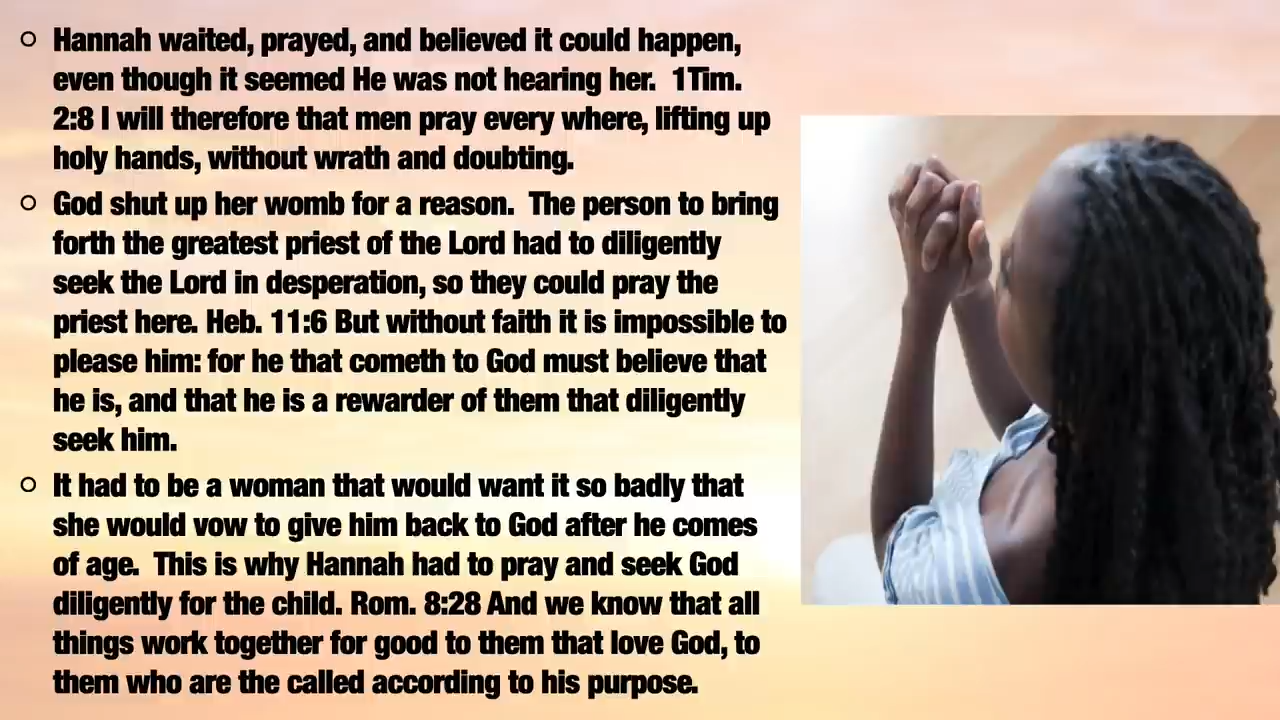 Hannah waited, prayed, and believed it could happen,
even though it seemed He was not hearing her.  1Tim.
2:8 I will therefore that men pray every where, lifting up
holy hands, without wrath and doubting.
God shut up her womb for a reason.  The person to bring
forth the greatest priest of the Lord had to diligently
seek the Lord in desperation, so they could pray the
priest here. Heb. 11:6 But without faith it is impossible to
please him: for he that cometh to God must believe that
he is, and that he is a rewarder of them that diligently
seek him.
It had to be a woman that would want it so badly that
she would vow to give him back to God after he comes
of age.  This is why Hannah had to pray and seek God
diligently for the child. Rom. 8:28 And we know that all
things work together for good to them that love God, to
them who are the called according to his purpose.